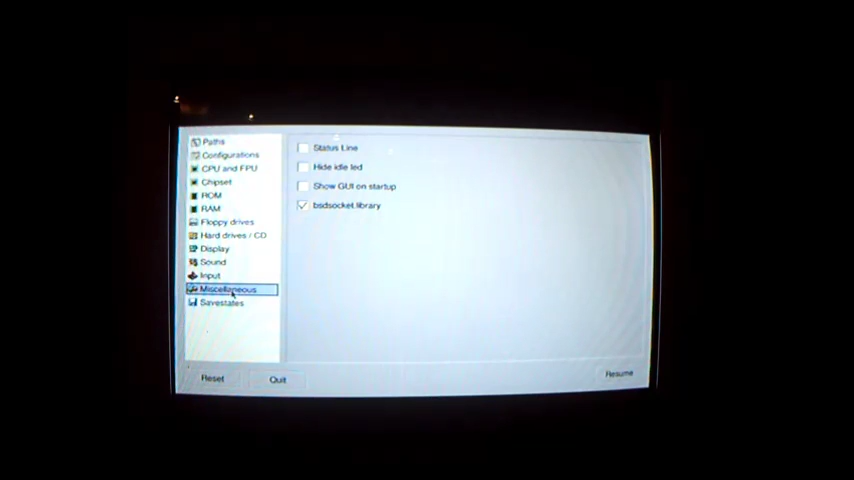 Paths
Configurations
CPU and FPU
Chipset
ROM
RAM
Floppy drives
Hard drives / CD
Display
Sound
Input
Miscellaneous
Savestates
Status Line
Hide idle led
Show GUI on startup
bsdsocket.library
Reset
Quit
Resume